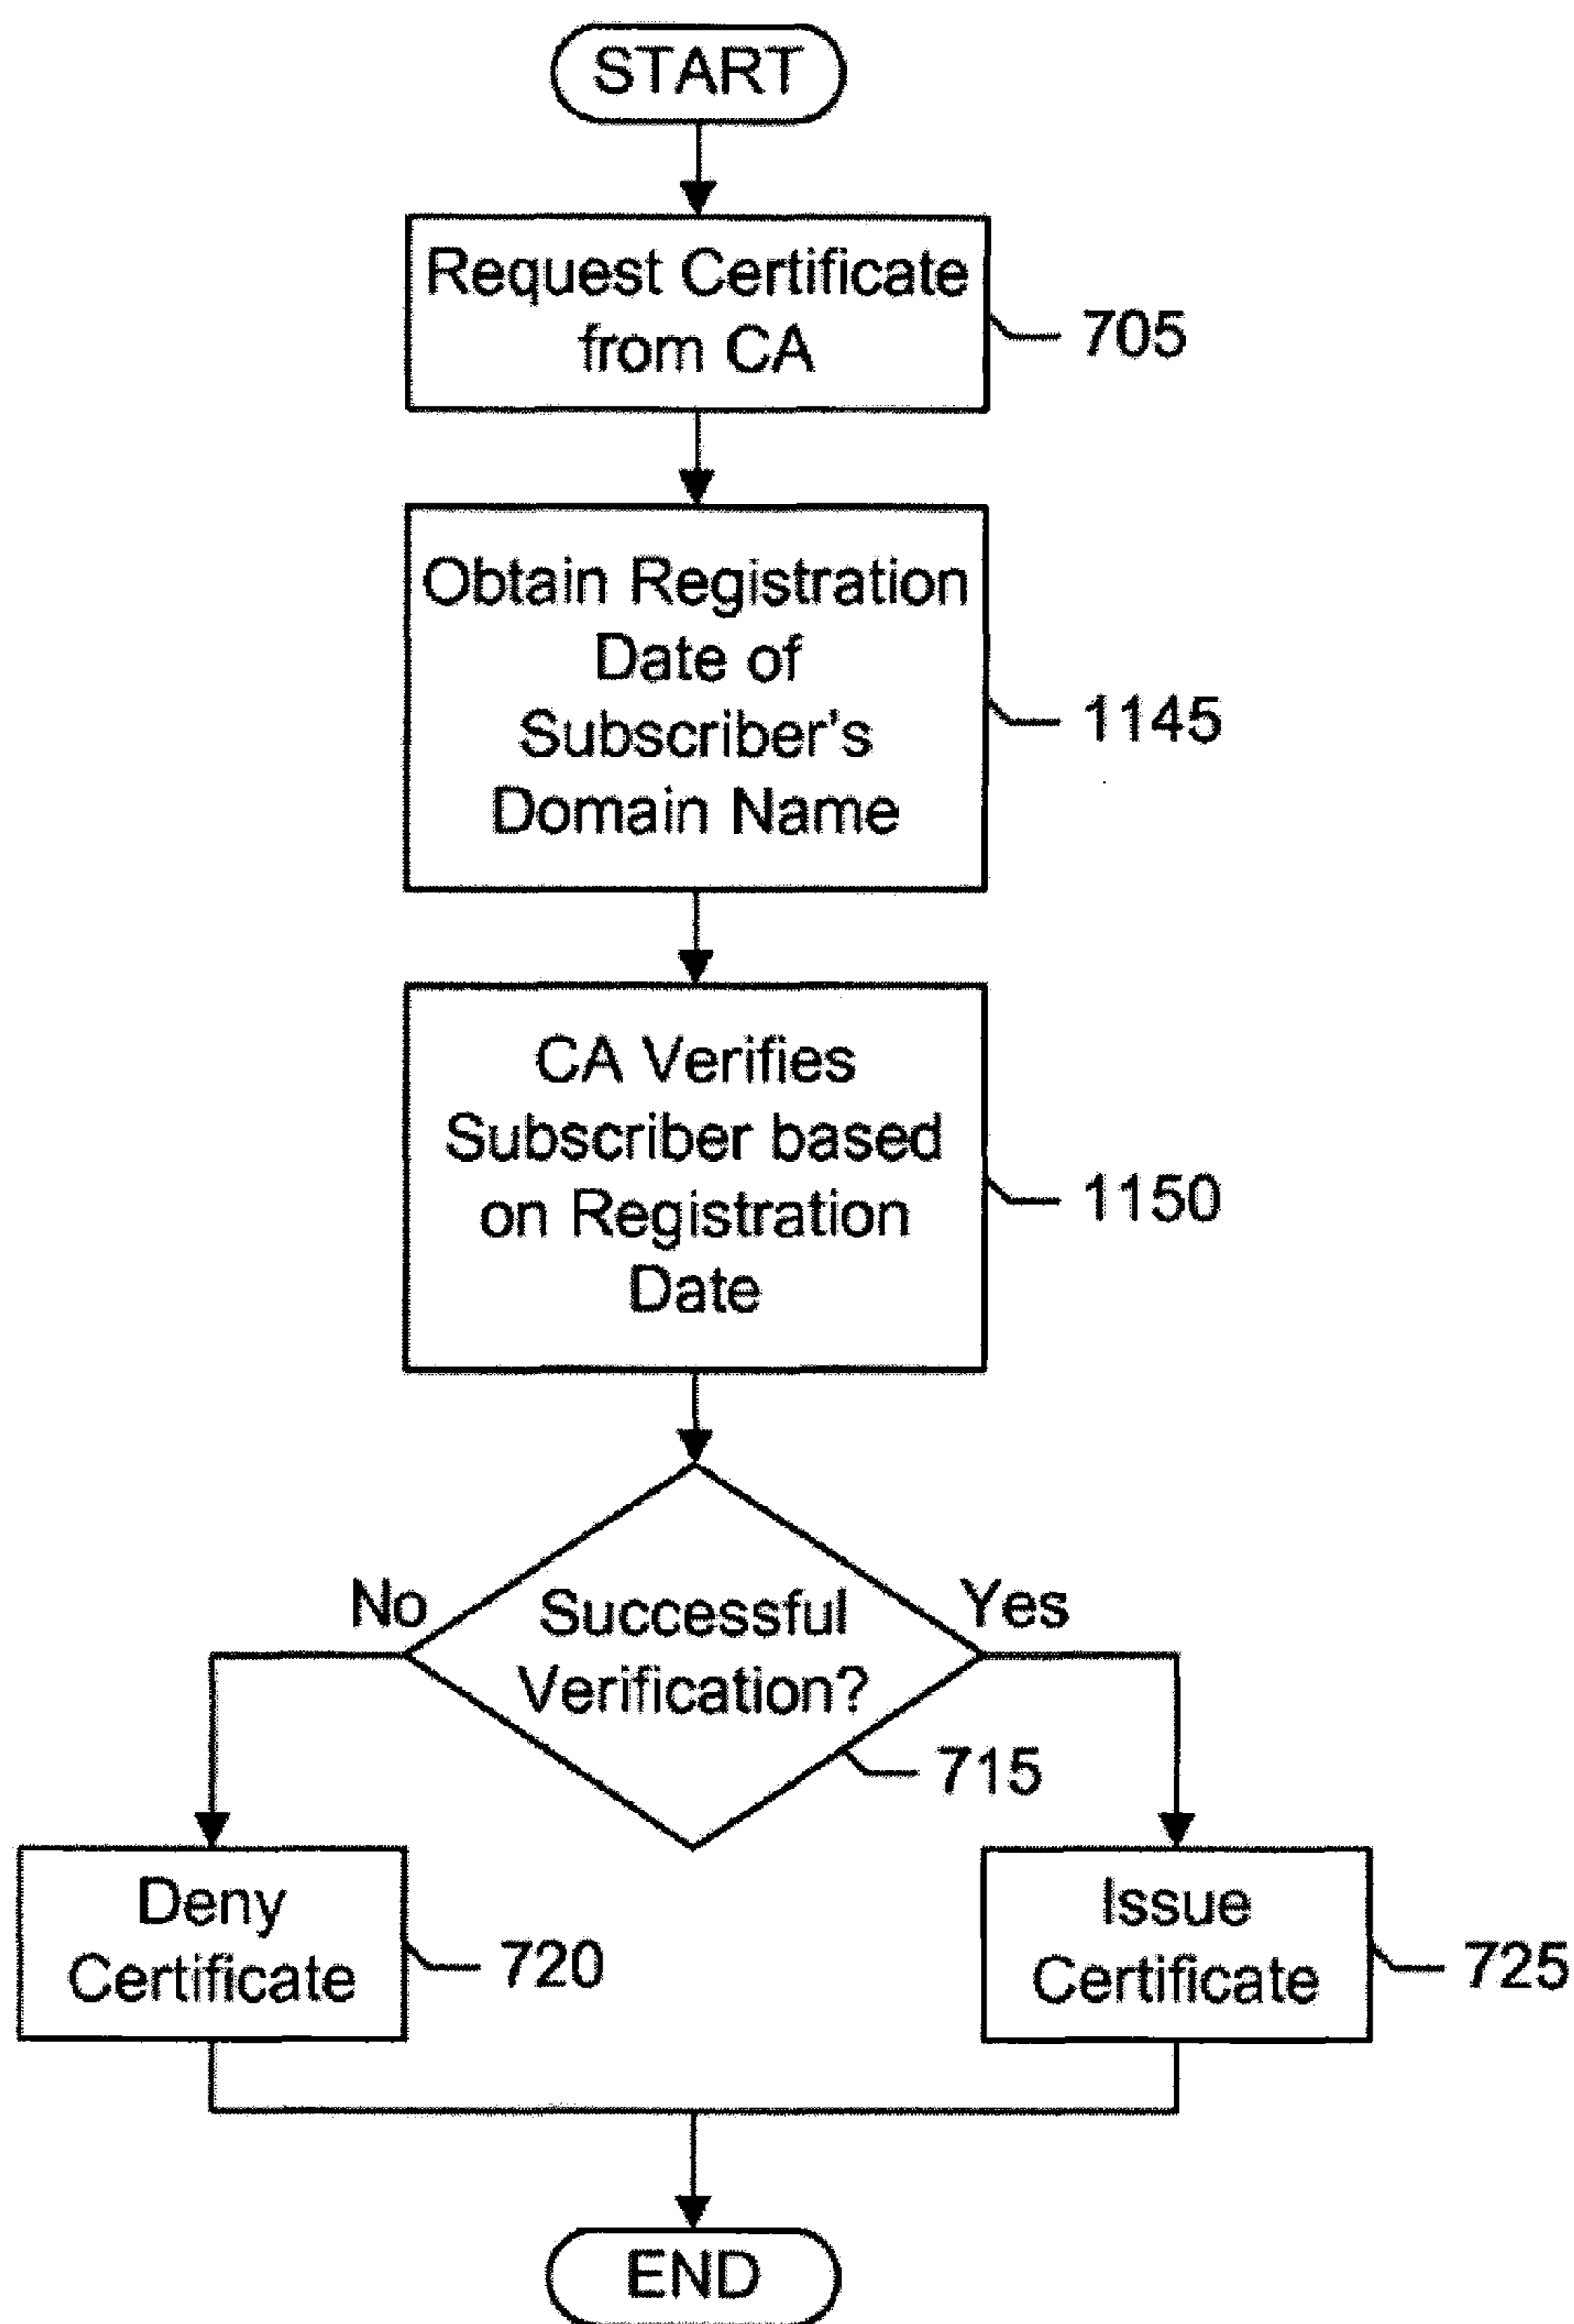 START
Request Certificate
from CA
705
Obtain Registration
Date of
Subscriber's
Domain Name
1145
CA Verifies
Subscriber based
on Registration
Date
1150
No
Successful
Verification?
Yes
715
Deny
Certificate
720
Issue
Certificate
725
END